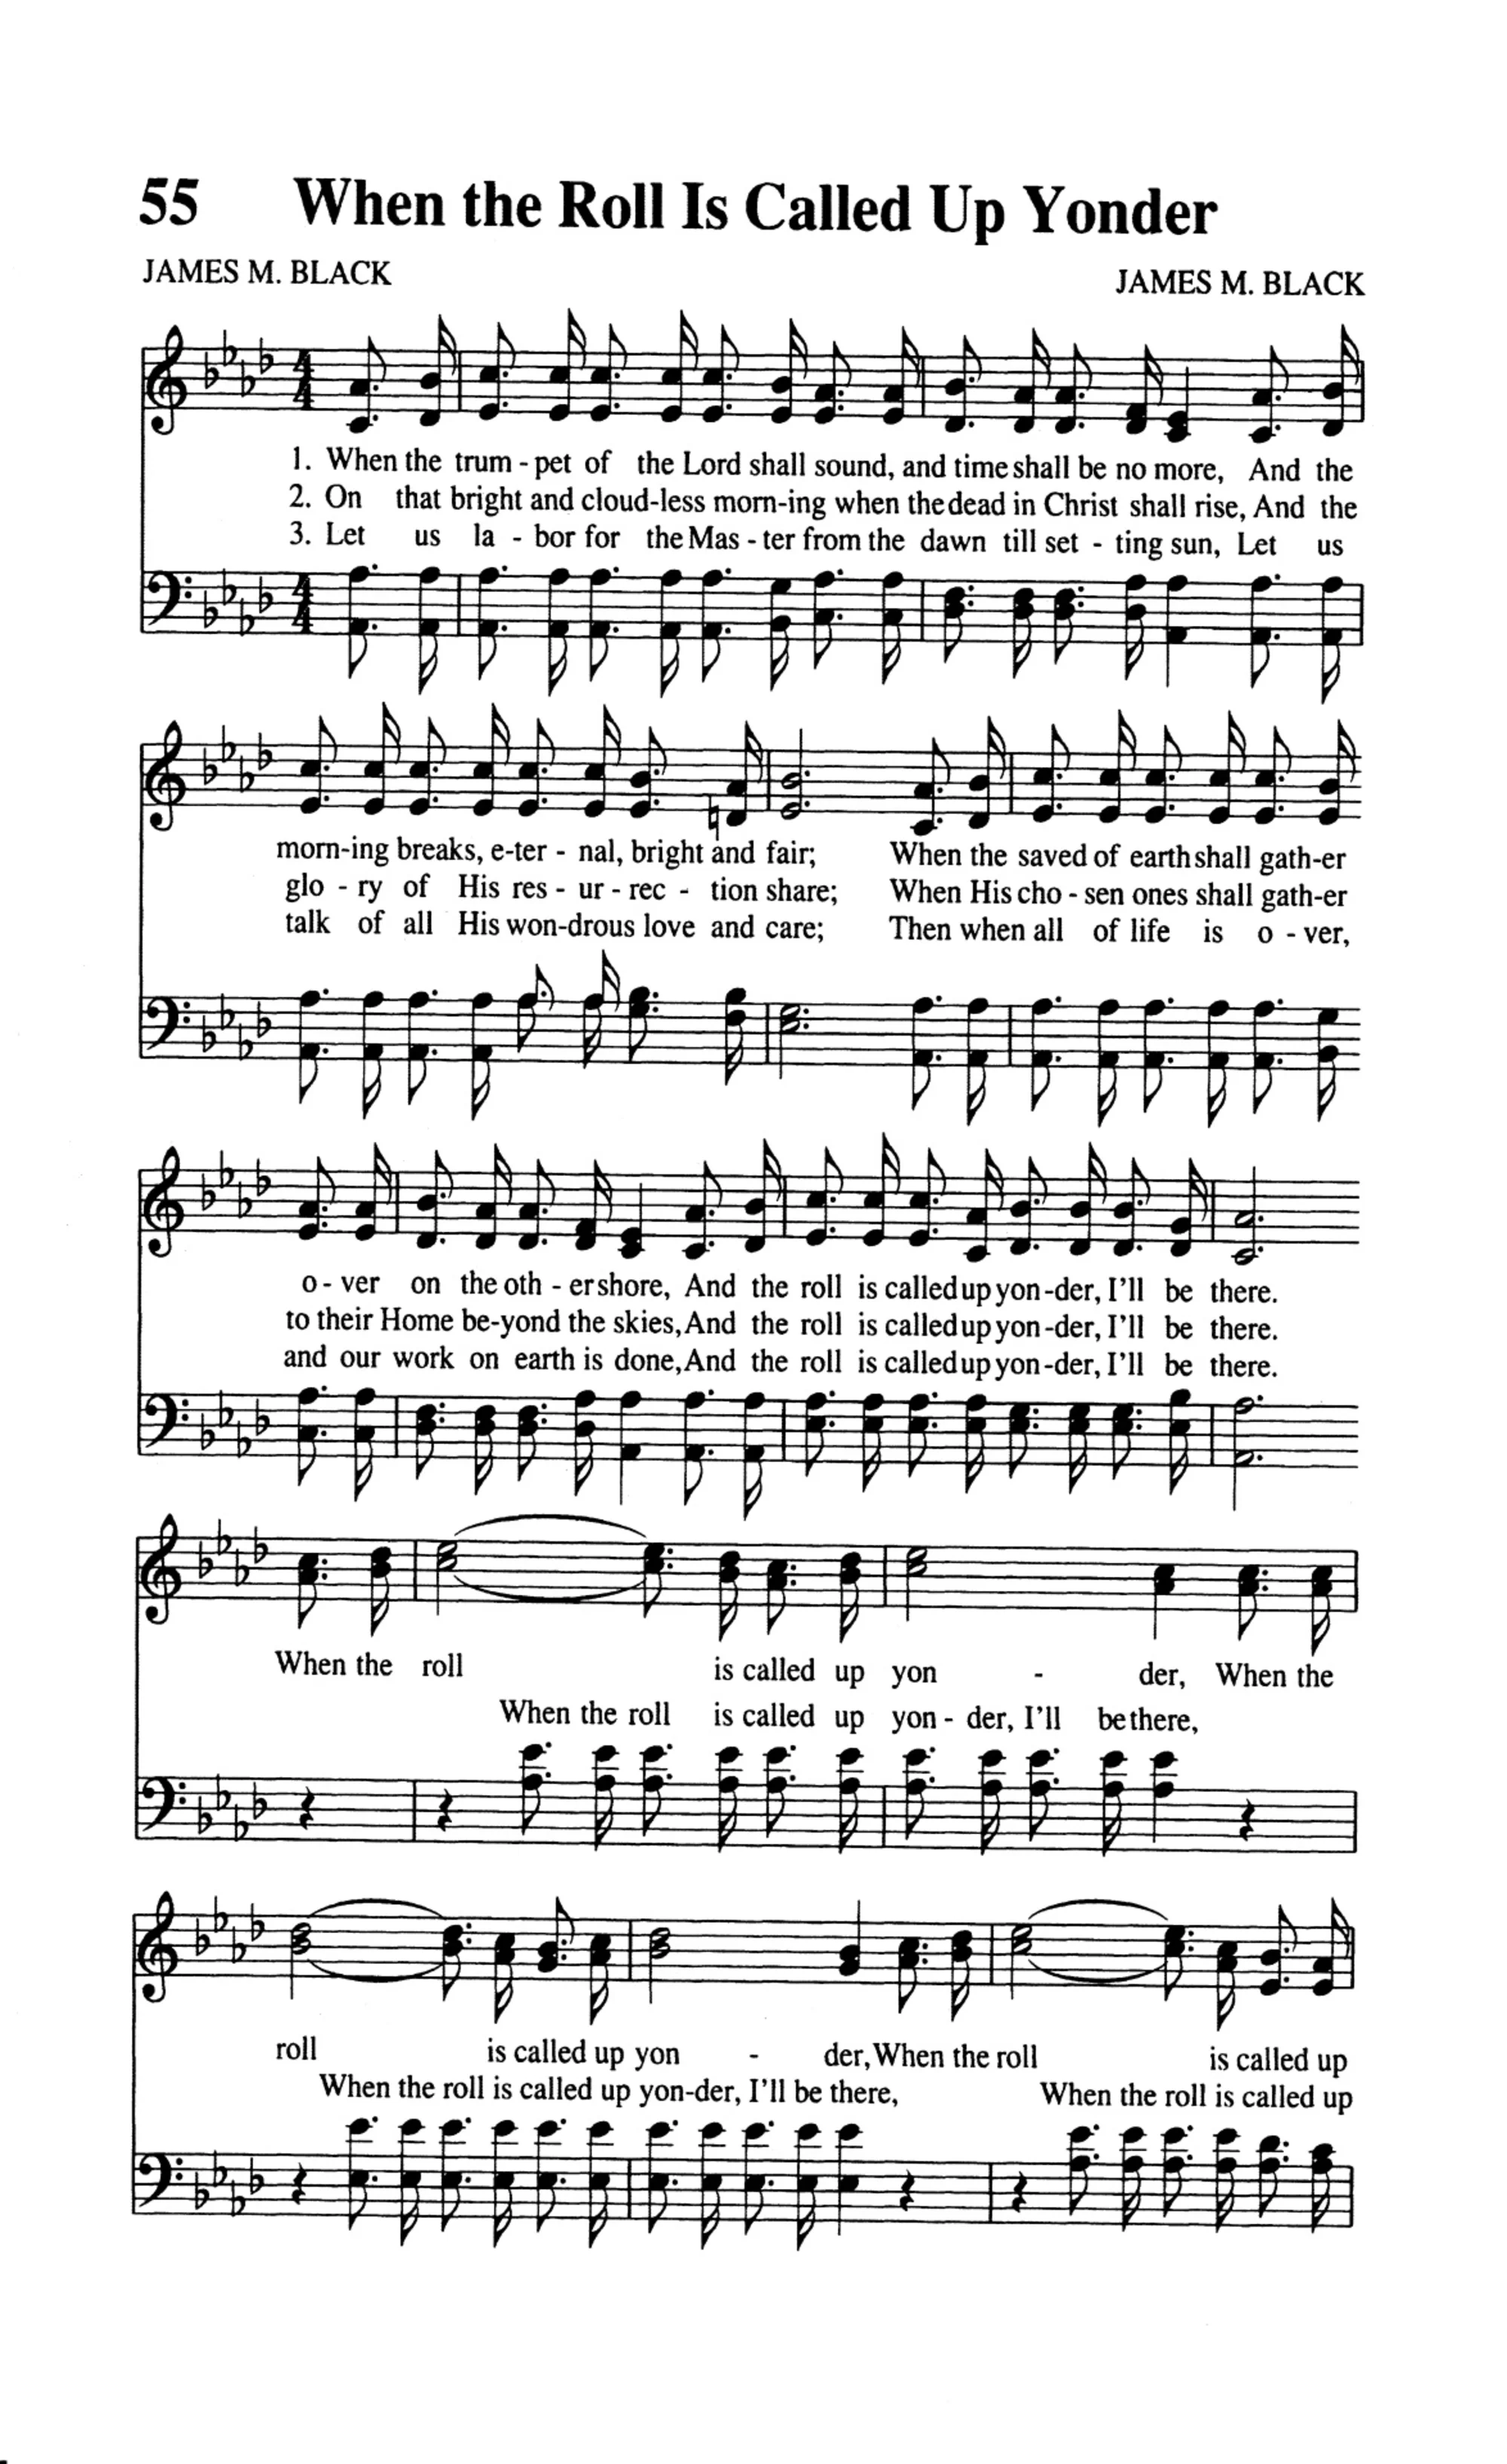 55 When the Roll Is Called Up Yonder
JAMES M. BLACK JAMES M. BLACK
1. When the trum - pet of the Lord shall sound, and time shall be no more, And the
2. On that bright and cloud-less morn-ing when the dead in Christ shall rise, And the
3. Let us la - bor for the Mas - ter from the dawn till set - ting sun, Let us
morn-ing breaks, e-ter - nal, bright and fair; When the saved of earth shall gath-er
glo - ry of His res - ur - rec - tion share; When His cho - sen ones shall gath-er
talk of all His won-drous love and care; Then when all of life is o - ver,
o - ver on the oth - er shore, And the roll is called up yon -der, I'll be there.
to their Home be-yond the skies, And the roll is called up yon -der, I'll be there.
and our work on earth is done, And the roll is called up yon -der, I'll be there.
When the roll is called up yon - der, When the
When the roll is called up yon - der, I'll be there,
roll is called up yon - der, When the roll is called up
When the roll is called up yon-der, I'll be there, When the roll is called up